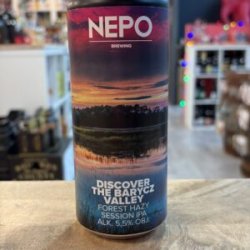 NEPO
BREWING
DISCOVER
THE BARYCZ
VALLEY
FOREST HAZY
SESSION IPA
ALK. 5,5% OBJ.